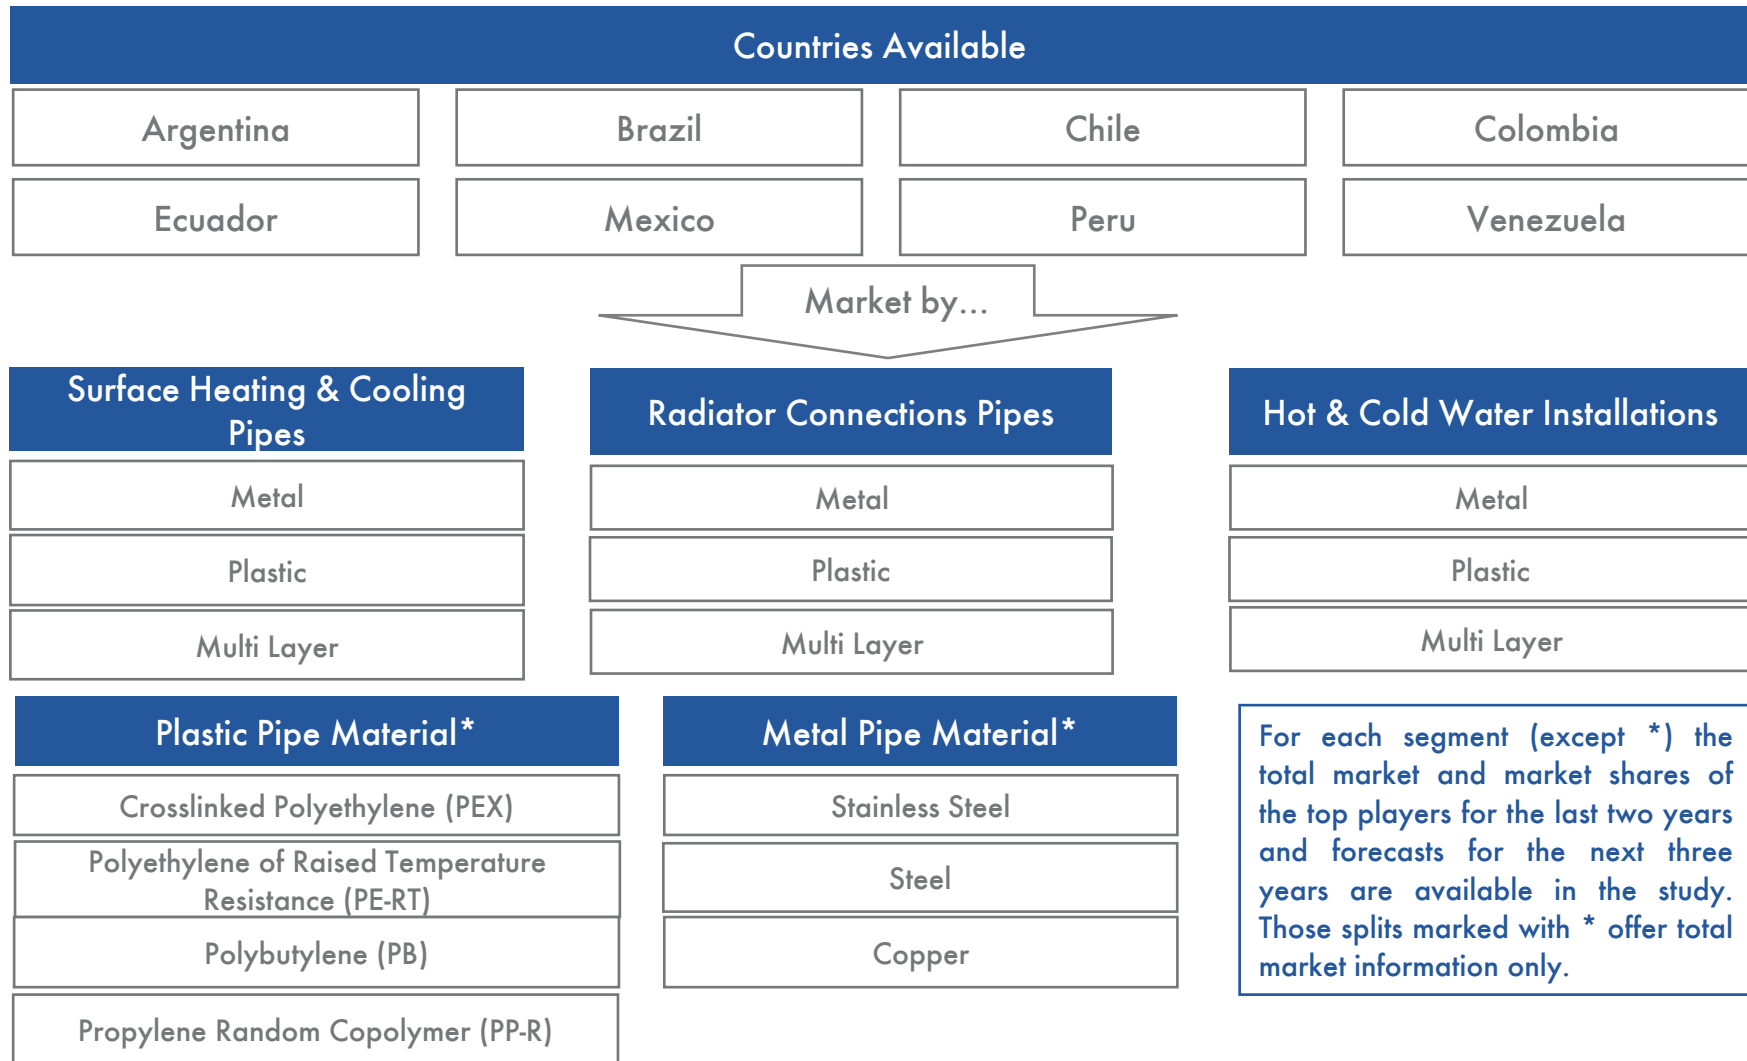 Countries Available
Argentina
Brazil
Chile
Colombia
Ecuador
Mexico
Peru
Venezuela
Market by...
Surface Heating & Cooling
Pipes
Metal
Plastic
Multi Layer
Radiator Connections Pipes
Metal
Plastic
Multi Layer
Hot & Cold Water Installations
Metal
Plastic
Multi Layer
Plastic Pipe Material*
Crosslinked Polyethylene (PEX)
Polyethylene of Raised Temperature
Resistance (PE-RT)
Polybutylene (PB)
Propylene Random Copolymer (PP-R)
Metal Pipe Material*
Stainless Steel
Steel
Copper
For each segment (except *) the
total market and market shares of
the top players for the last two years
and forecasts for the next three
years are available in the study.
Those splits marked with * offer total
market information only.